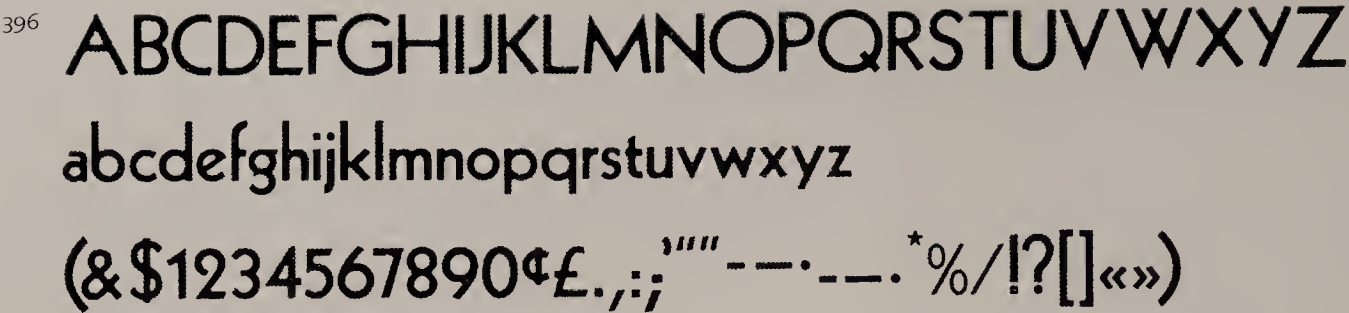 396 ABCDEFGHIJKLMNOPQRSTUVWXYZ
abcdefghijklmnopqrstuvwxyz
(&$1234567890¢£.,:;’""-—·-—·*%/!?[]«»)